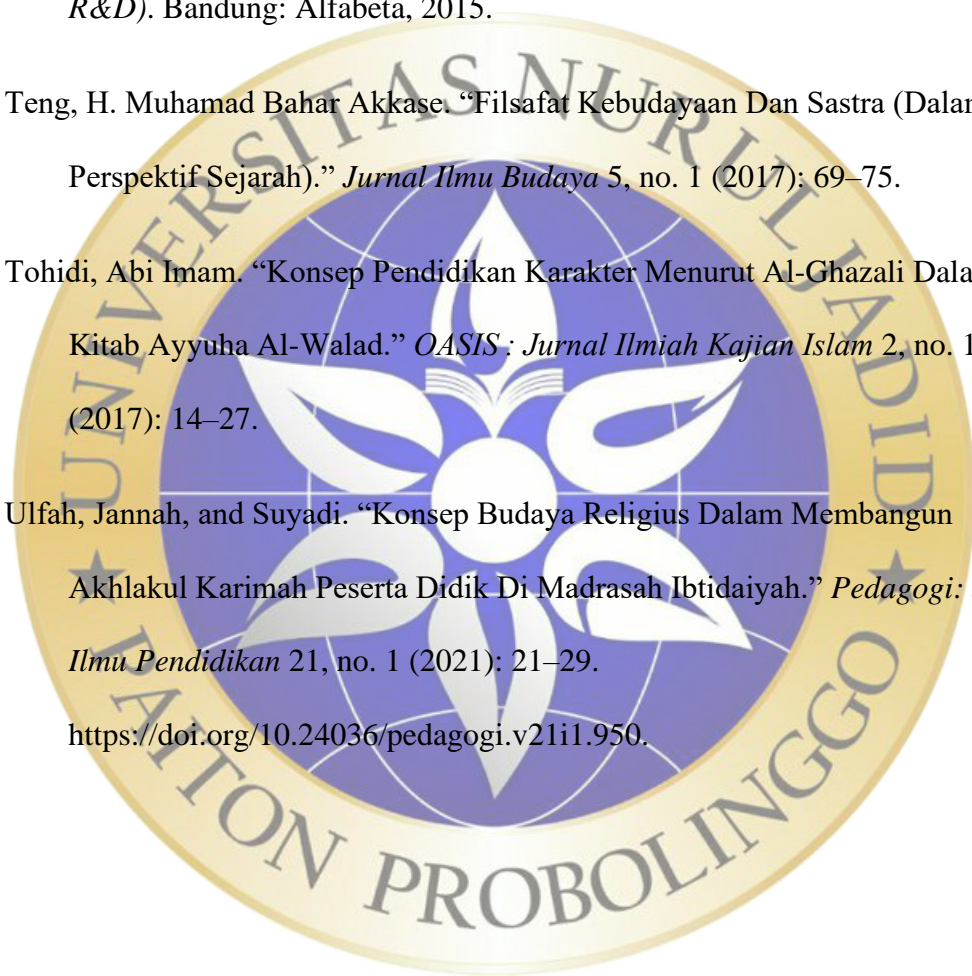 R&D). Bandung: Alfabeta, 2015.
Teng, H. Muhamad Bahar Akkase. “Filsafat Kebudayaan Dan Sastra (Dalam
Perspektif Sejarah).” Jurnal Ilmu Budaya 5, no. 1 (2017): 69–75.
Tohidi, Abi Imam. “Konsep Pendidikan Karakter Menurut Al-Ghazali Dala
Kitab Ayyuha Al-Walad.” OASIS : Jurnal Ilmiah Kajian Islam 2, no. 1
(2017): 14–27.
Ulfah, Jannah, and Suyadi. “Konsep Budaya Religius Dalam Membangun
Akhlakul Karimah Peserta Didik Di Madrasah Ibtidaiyah.” Pedagogi:
Ilmu Pendidikan 21, no. 1 (2021): 21–29.
https://doi.org/10.24036/pedagogi.v21i1.950.
UNIVERSITAS NURUL JADID
PAITON PROBOLINGGO